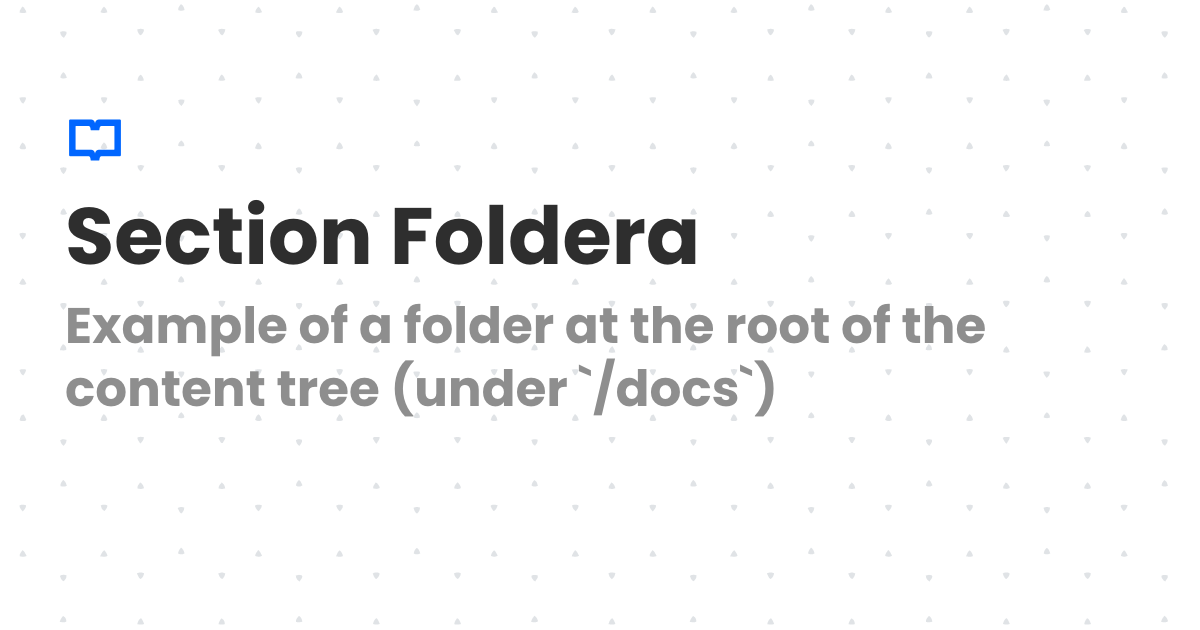 Section Foldera
Example of a folder at the root of the
content tree (under `/docs`)